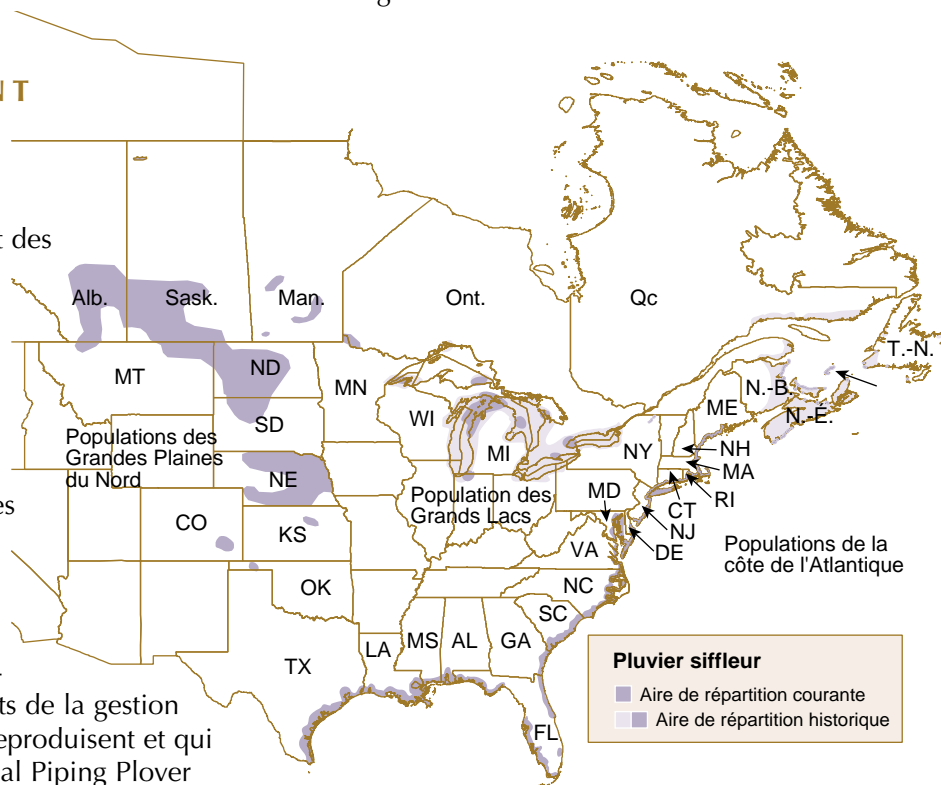 g
NT
t des
Alb.
Sask.
Man.
Ont.
Qc
T.-N.
MT
ND
MN
N.-B.
ME
N.-É.
WI
SD
MI
NY
NH
Populations des
Grandes Plaines
du Nord
MA
NE
MD
RI
Population des
Grands Lacs
CT
es
CO
KS
NJ
VA
DE
Populations de la
côte de l'Atlantique
OK
NC
SC
MS
AL
GA
LA
TX
Pluvier siffleur
Aire de répartition courante
Aire de répartition historique
FL
ts de la gestion
eproduisent et qui
al Piping Plover